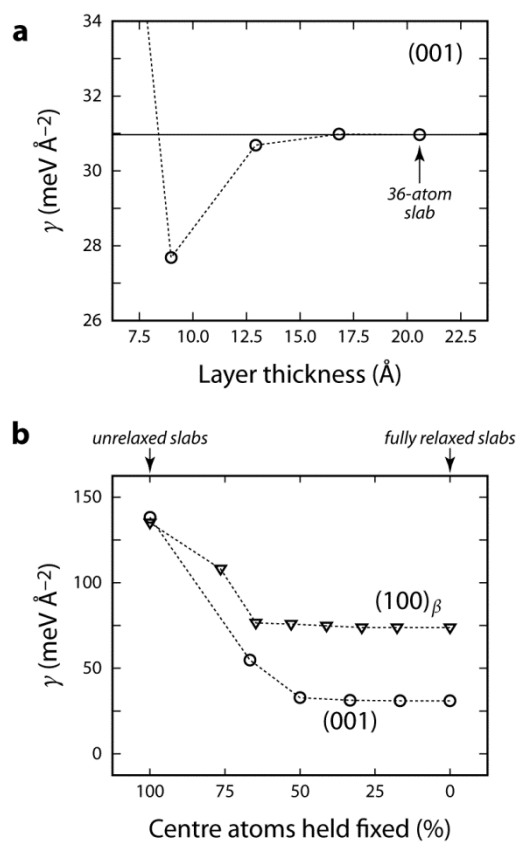 a
(001)
34
32
30
28
26
γ (meV Å⁻²)
36-atom
slab
7.5 10.0 12.5 15.0 17.5 20.0 22.5
Layer thickness (Å)
b
unrelaxed slabs fully relaxed slabs
150
100
50
0
γ (meV Å⁻²)
(100)β
(001)
100 75 50 25 0
Centre atoms held fixed (%)